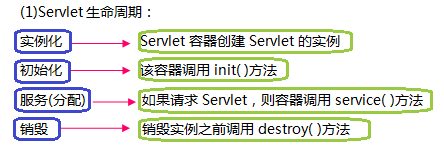 (1)Servlet 生命周期：
实例化 Servlet 容器创建 Servlet 的实例
初始化 该容器调用 init( )方法
服务(分配) 如果请求 Servlet，则容器调用 service( )方法
销毁 销毁实例之前调用 destroy( )方法